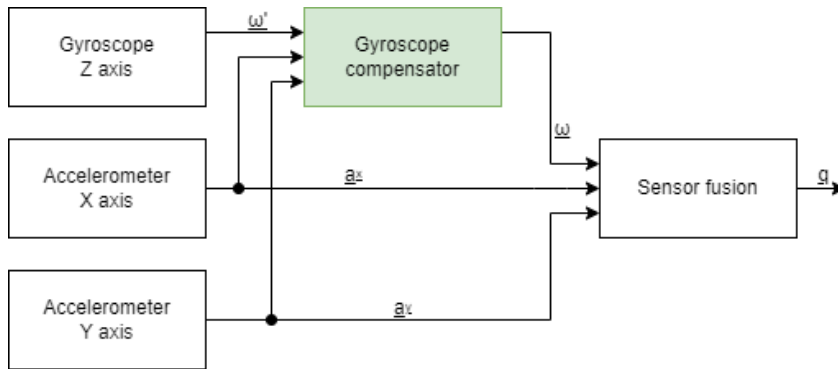 Gyroscope
Z axis
ω'
Gyroscope
compensator
ω
Accelerometer
X axis
ax
Sensor fusion
q
Accelerometer
Y axis
ay